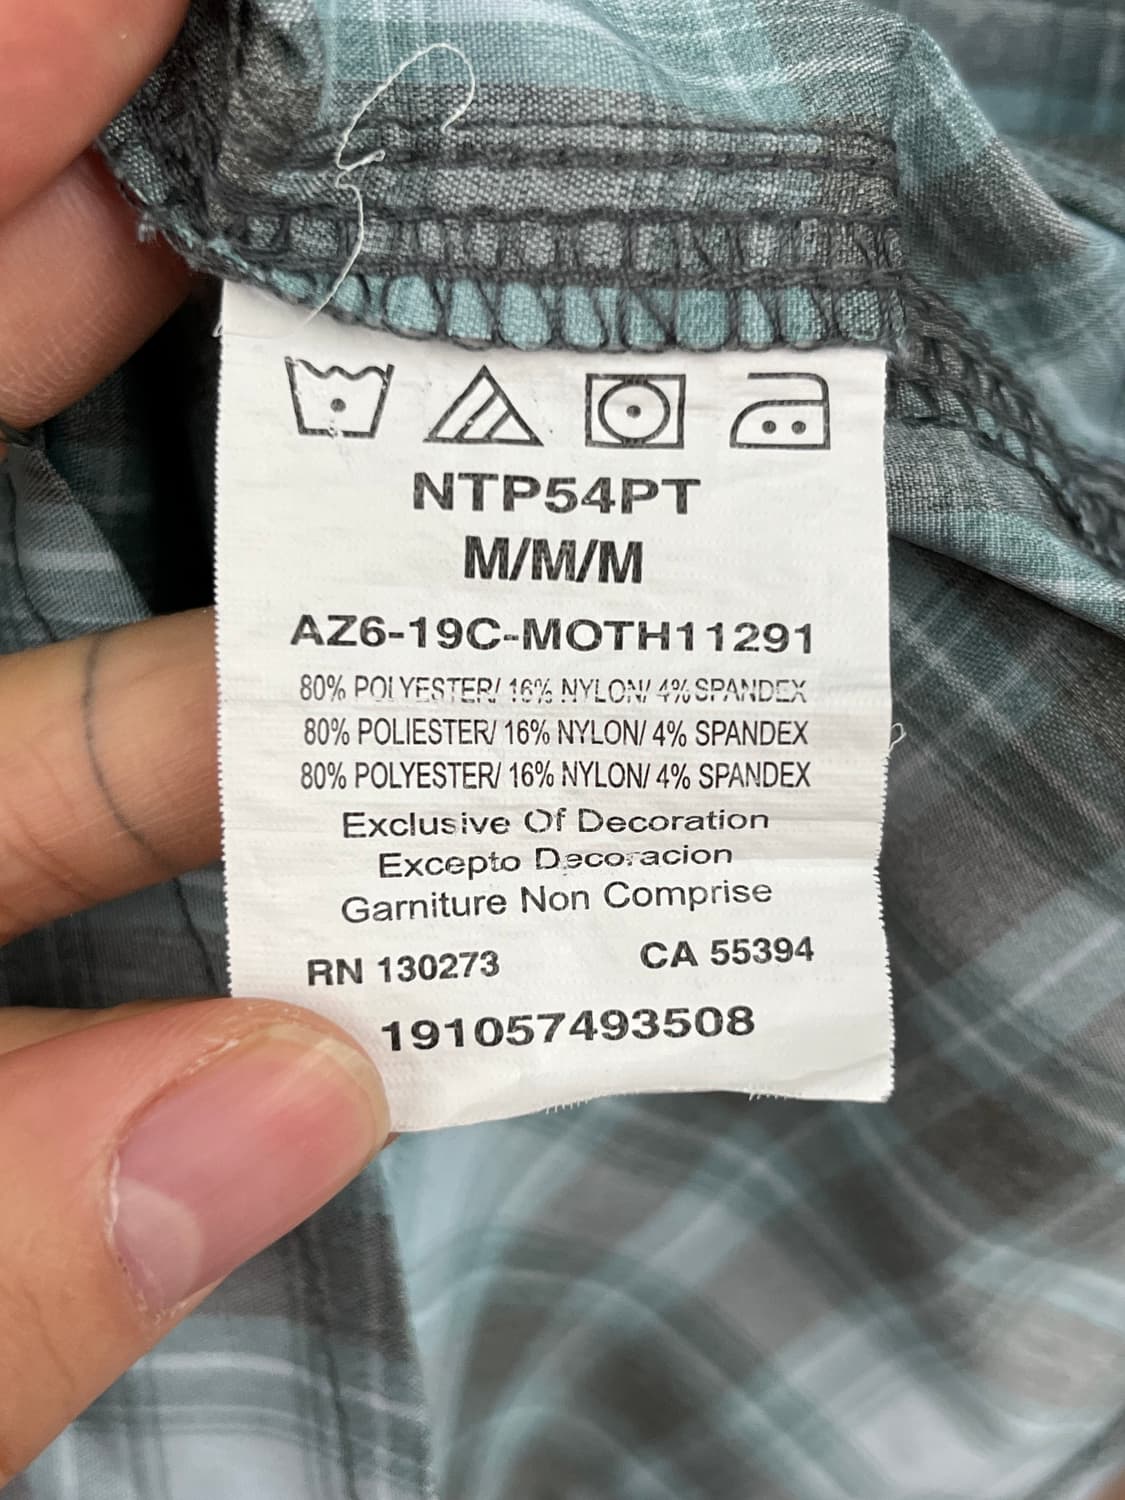 NTP54PT
M/M/M
AZ6-19C-MOTH11291
80% POLYESTER/ 16% NYLON/ 4% SPANDEX
80% POLIESTER/ 16% NYLON/ 4% SPANDEX
80% POLYESTER/ 16% NYLON/ 4% SPANDEX
Exclusive Of Decoration
Excepto Decoracion
Garniture Non Comprise
RN 130273 CA 55394
191057493508